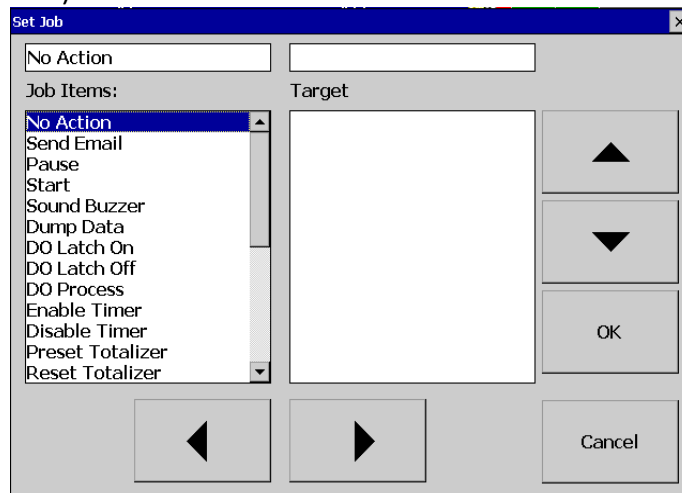 Set Job
No Action
Job Items:
Target
No Action
Send Email
Pause
Start
Sound Buzzer
Dump Data
DO Latch On
DO Latch Off
DO Process
Enable Timer
Disable Timer
Preset Totalizer
Reset Totalizer
OK
Cancel